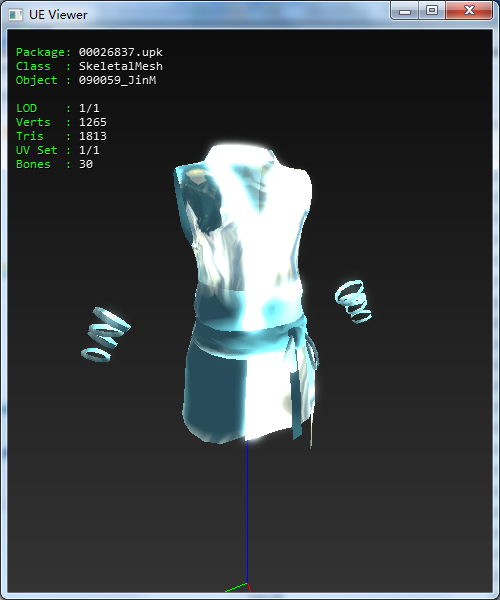 UE Viewer
Package: 00026837.upk
Class  : SkeletalMesh
Object : 090059_JinM
LOD    : 1/1
Verts  : 1265
Tris   : 1813
UV Set : 1/1
Bones  : 30